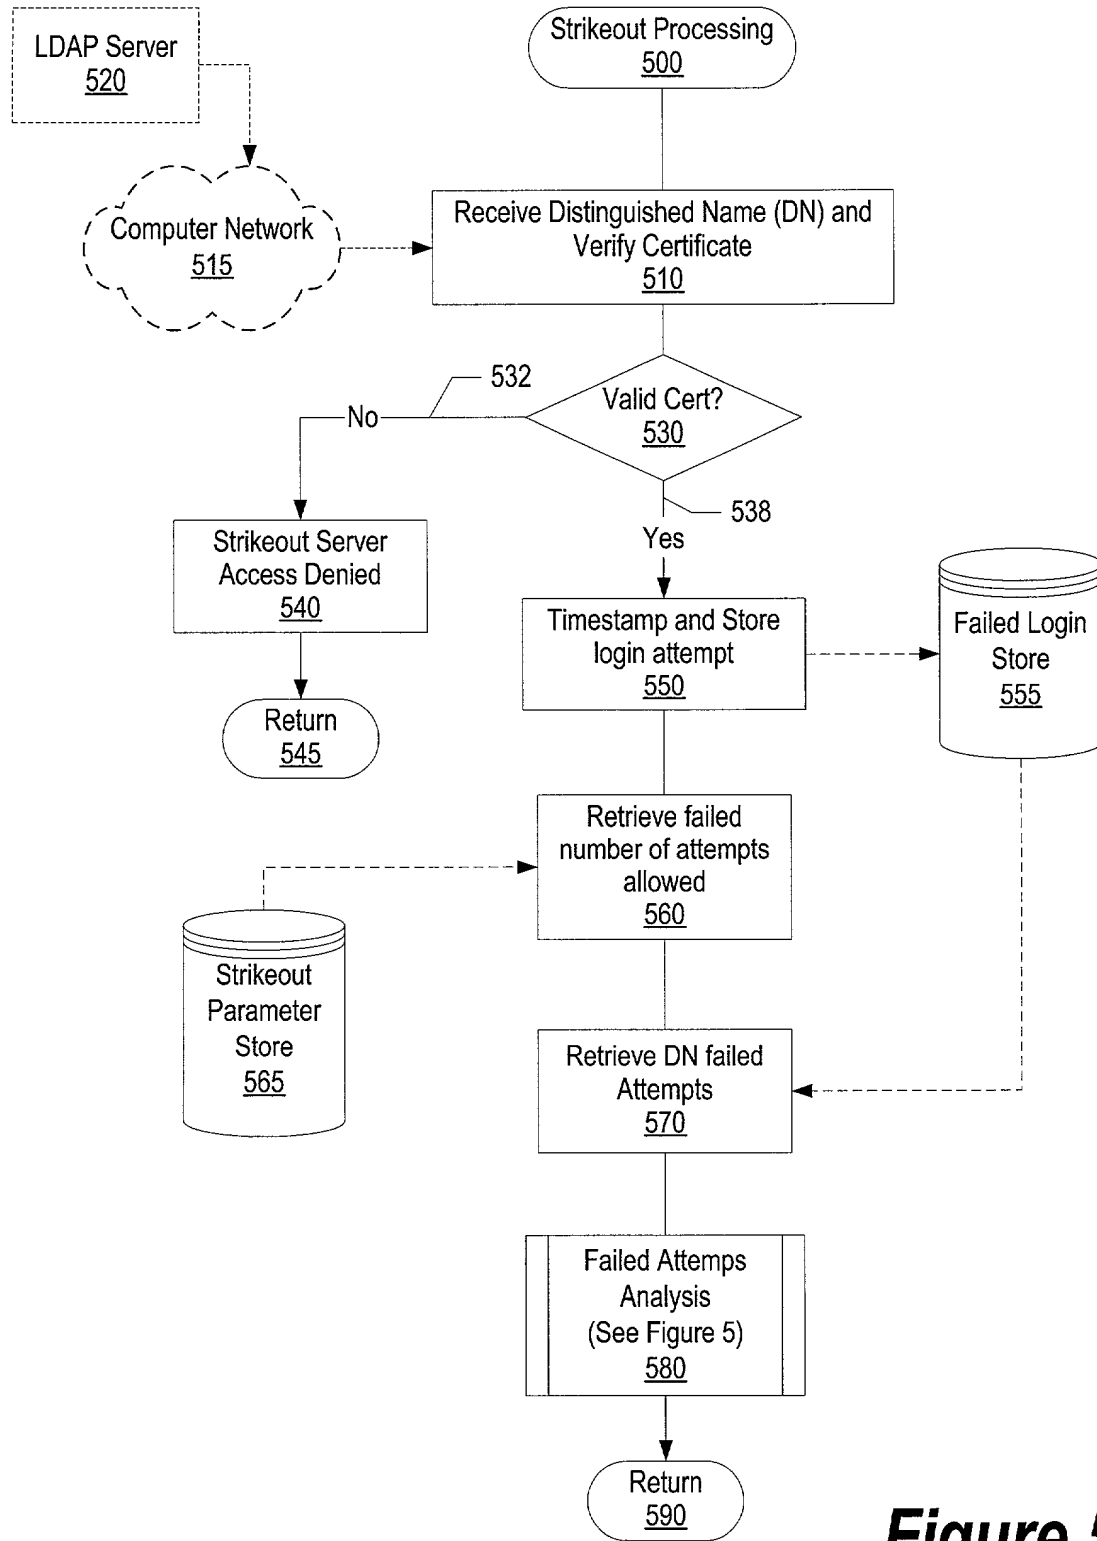 LDAP Server
520
Strikeout Processing
500
Computer Network
515
Receive Distinguished Name (DN) and
Verify Certificate
510
532
Valid Cert?
530
No
538
Yes
Strikeout Server
Access Denied
540
Timestamp and Store
login attempt
550
Failed Login
Store
555
Return
545
Retrieve failed
number of attempts
allowed
560
Strikeout
Parameter
Store
565
Retrieve DN failed
Attempts
570
Failed Attemps
Analysis
(See Figure 5)
580
Return
590
Figure 5